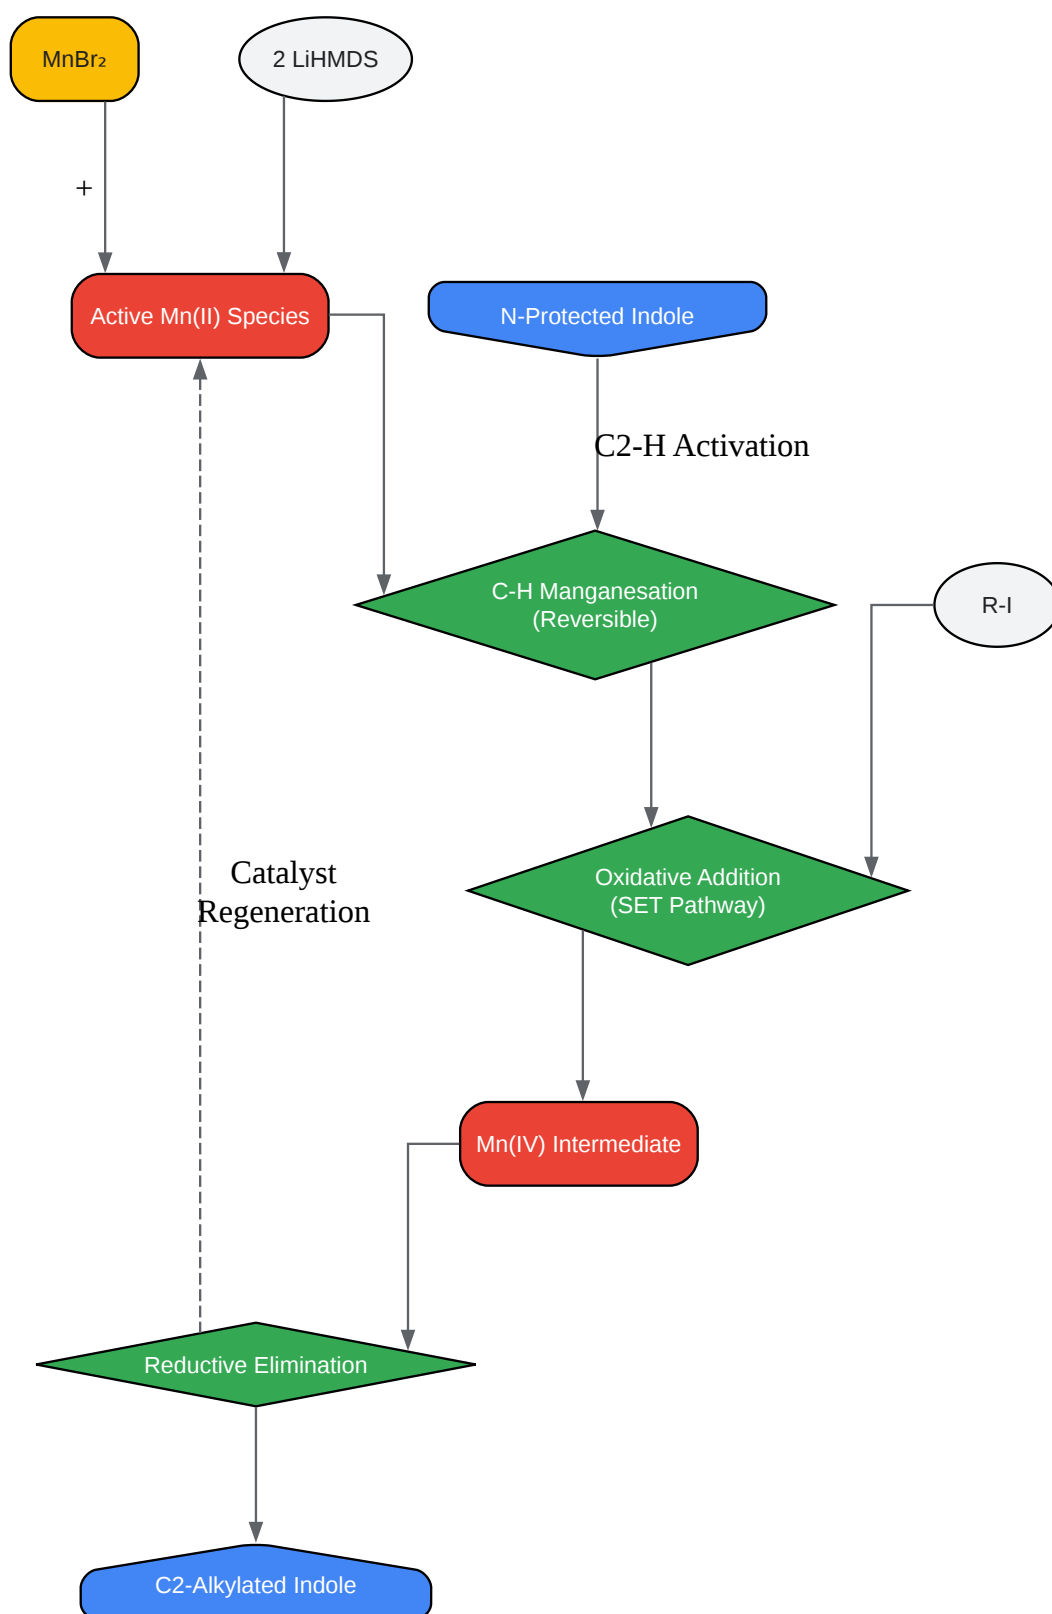 MnBr₂
2 LiHMDS
+
Active Mn(II) Species
N-Protected Indole
C2-H Activation
C-H Manganesation
(Reversible)
R-I
Oxidative Addition
(SET Pathway)
Catalyst
Regeneration
Mn(IV) Intermediate
Reductive Elimination
C2-Alkylated Indole